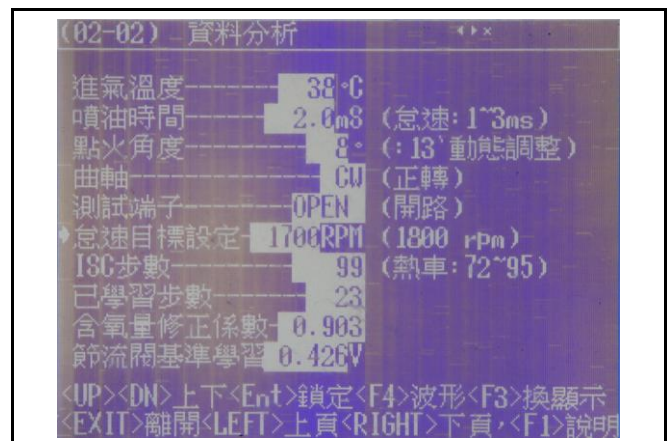 (02-02) 資料分析
進氣溫度------- 38 °C
噴油時間------- 2.0mS (怠速:1~3ms)
點火角度------- 8° (:13`動態調整)
曲軸----------- CW (正轉)
測試端子-------OPEN (開路)
怠速目標設定- 1700RPM (1800 rpm)
ISC步數-------- 99 (熱車:72~95)
已學習步數----- 23
含氧量修正係數- 0.903
節流閥基準學習 0.426V
<UP><DN>上下<Ent>鎖定<F4>波形<F3>換顯示
<EXIT>離開<LEFT>上頁<RIGHT>下頁,<F1>說明